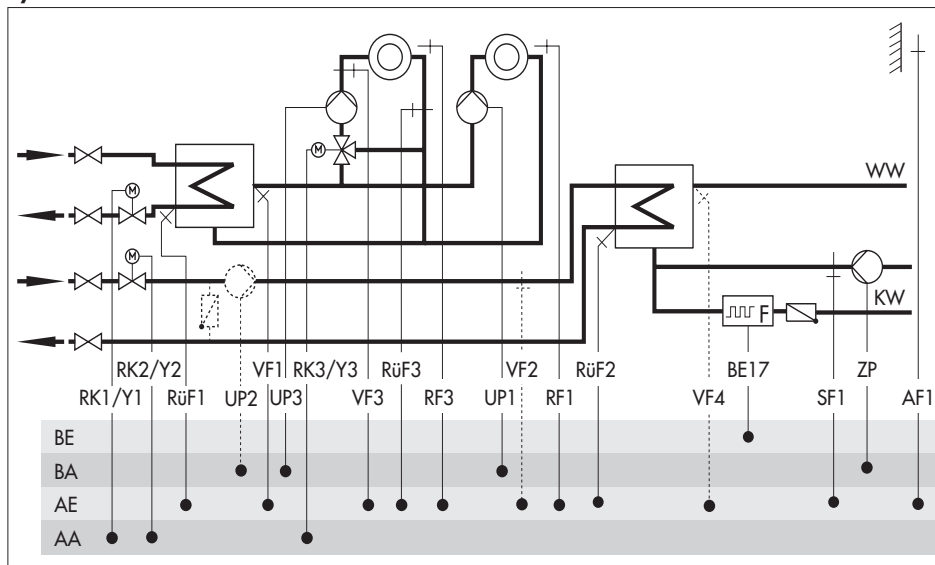 M
M
M
WW
F
KW
RK2/Y2 VF1 RK3/Y3 RüF3 VF2 RüF2 BE17 ZP
RK1/Y1 RüF1 UP2 UP3 VF3 RF3 UP1 RF1 VF4 SF1 AF1
BE
BA
AE
AA